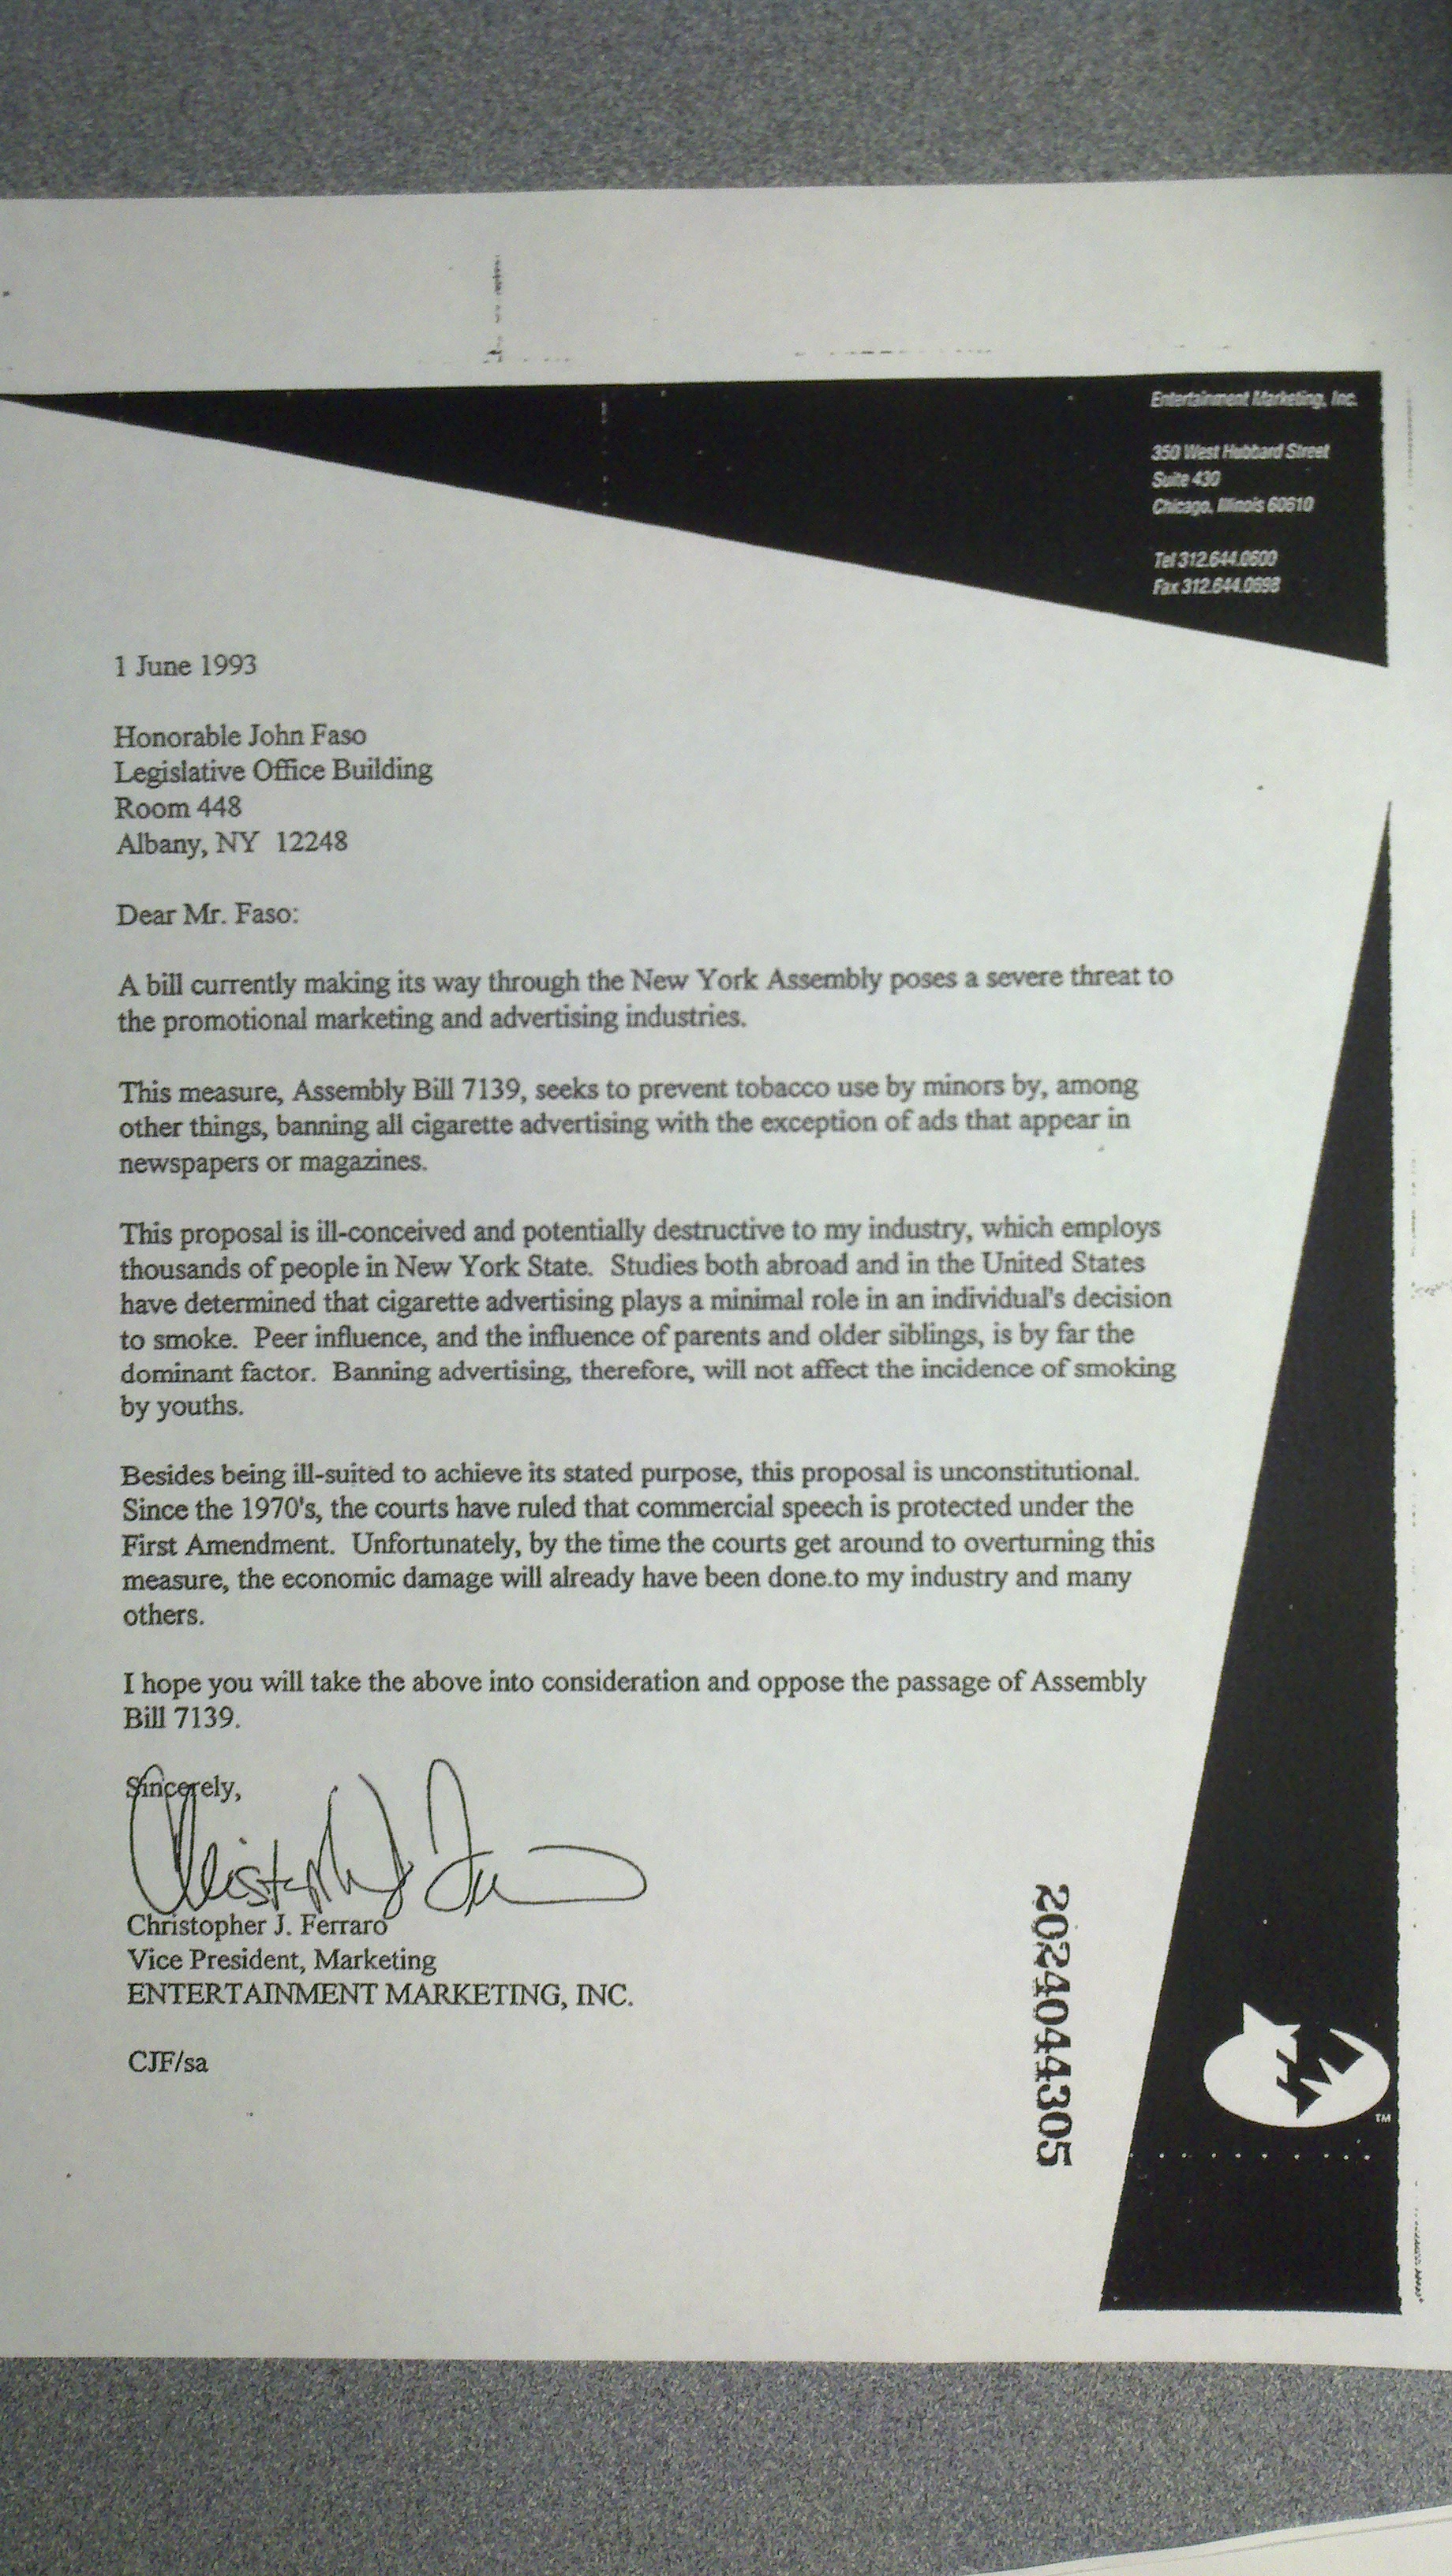 Entertainment Marketing, Inc.
350 West Hubbard Street
Suite 430
Chicago, Illinois 60610
Tel 312.644.0600
Fax 312.644.0698
1 June 1993
Honorable John Faso
Legislative Office Building
Room 448
Albany, NY 12248
Dear Mr. Faso:
A bill currently making its way through the New York Assembly poses a severe threat to
the promotional marketing and advertising industries.
This measure, Assembly Bill 7139, seeks to prevent tobacco use by minors by, among
other things, banning all cigarette advertising with the exception of ads that appear in
newspapers or magazines.
This proposal is ill-conceived and potentially destructive to my industry, which employs
thousands of people in New York State. Studies both abroad and in the United States
have determined that cigarette advertising plays a minimal role in an individual's decision
to smoke. Peer influence, and the influence of parents and older siblings, is by far the
dominant factor. Banning advertising, therefore, will not affect the incidence of smoking
by youths.
Besides being ill-suited to achieve its stated purpose, this proposal is unconstitutional.
Since the 1970's, the courts have ruled that commercial speech is protected under the
First Amendment. Unfortunately, by the time the courts get around to overturning this
measure, the economic damage will already have been done.to my industry and many
others.
I hope you will take the above into consideration and oppose the passage of Assembly
Bill 7139.
Sincerely,
Christopher J. Ferraro
Vice President, Marketing
ENTERTAINMENT MARKETING, INC.
CJF/sa
2024044305
EM
TM